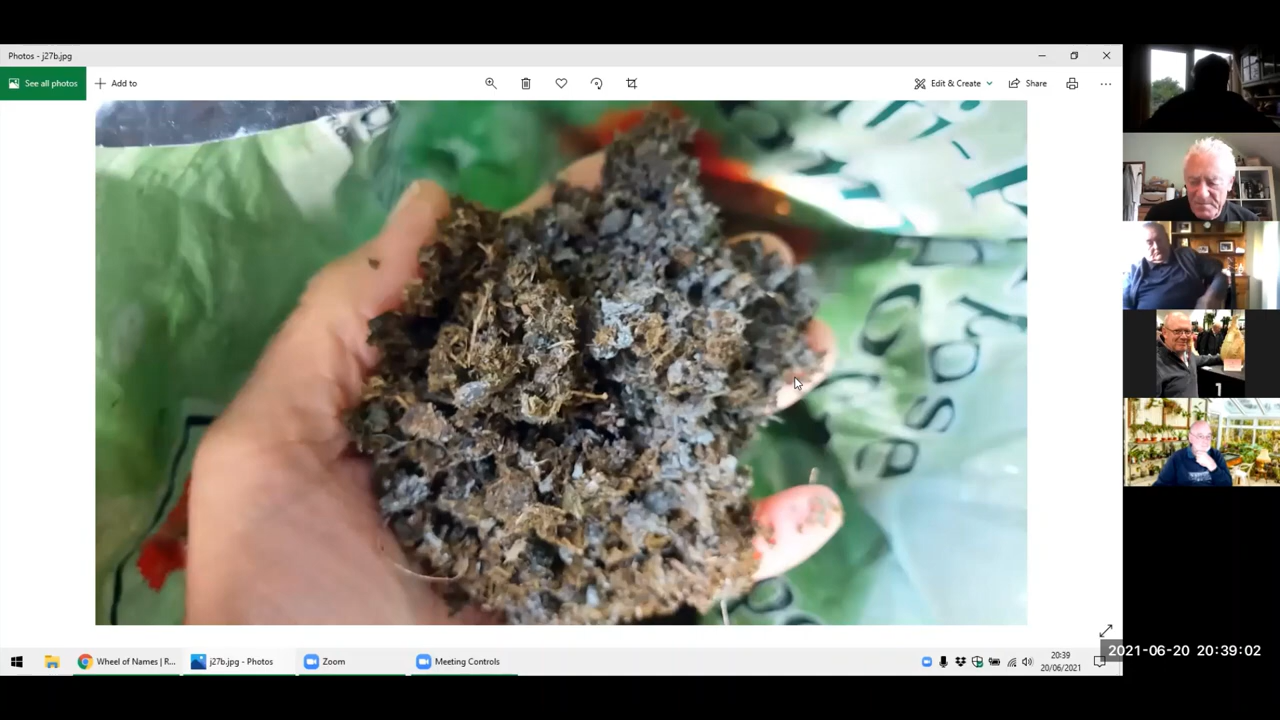 Photos - j27b.jpg
See all photos
Add to
Edit & Create
Share
1
Wheel of Names | R...
j27b.jpg - Photos
Zoom
Meeting Controls
20:39
20/06/2021
2021-06-20 20:39:02